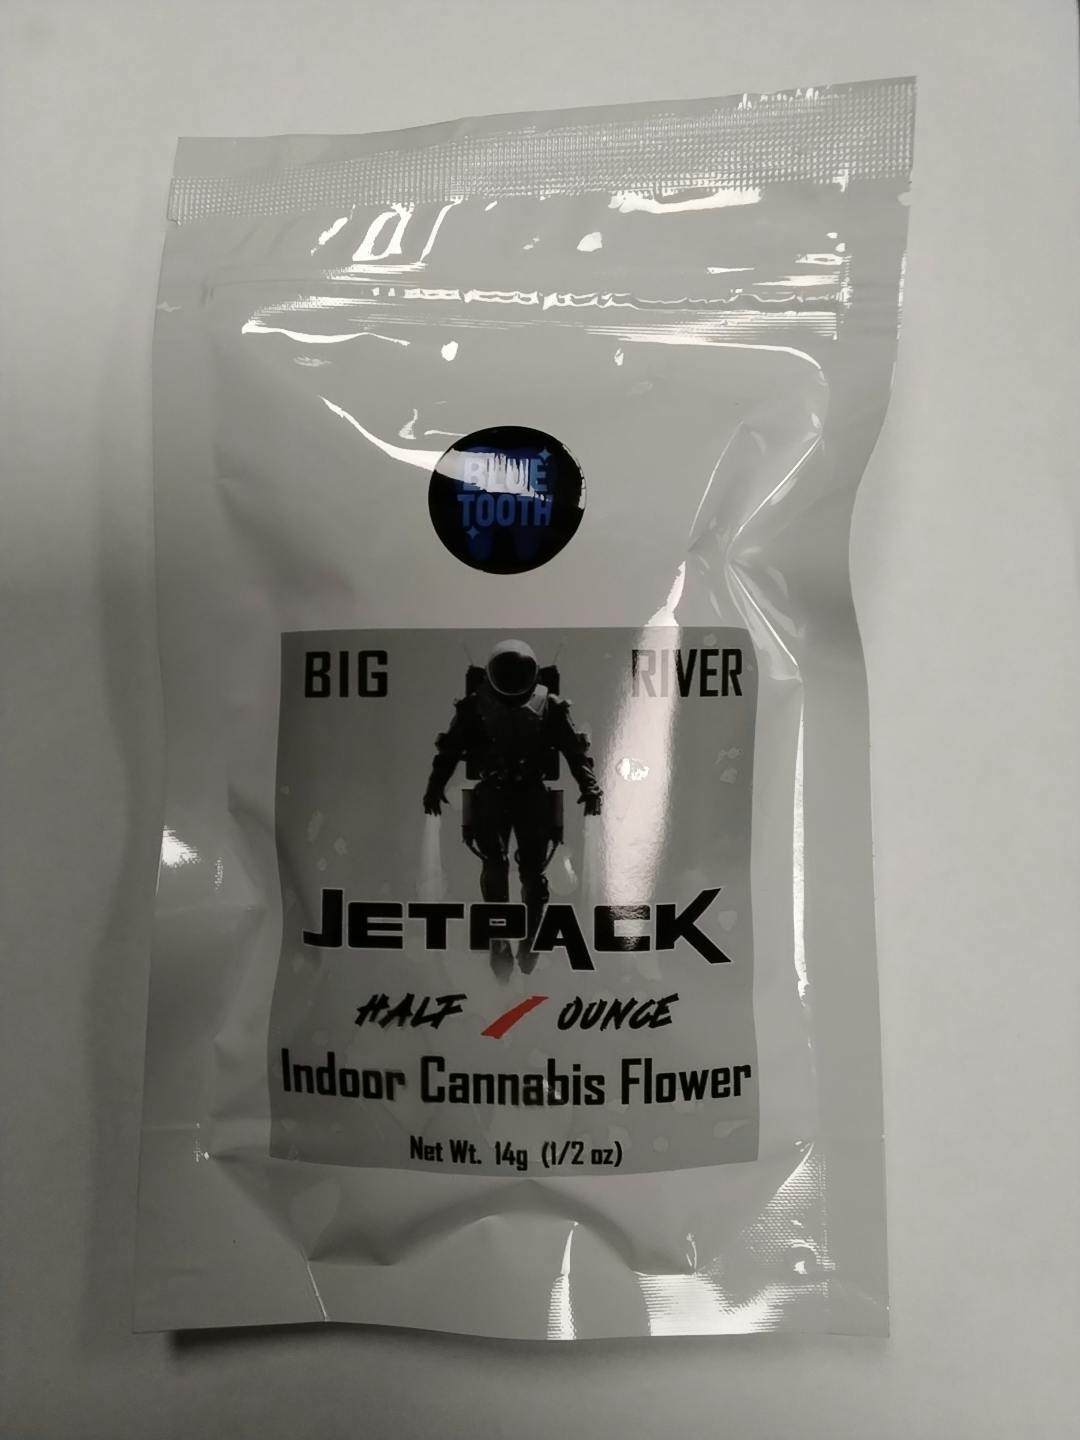 BLUE
TOOTH
BIG RIVER
JETPACK
HALF / OUNCE
Indoor Cannabis Flower
Net Wt. 14g (1/2 oz)